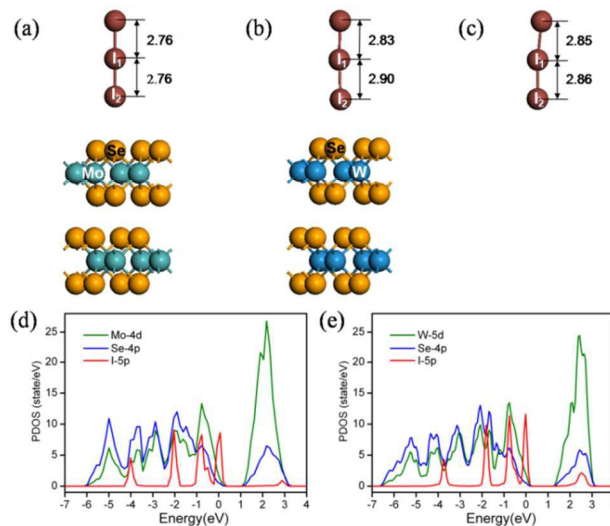 (a)
2.76
I1
2.76
I2
Se
Mo
(b)
2.83
I1
2.90
I2
Se
W
(c)
2.85
I1
2.86
I2
(d)
PDOS (state/eV)
25
20
15
10
5
0
Mo-4d
Se-4p
I-5p
-7 -6 -5 -4 -3 -2 -1 0 1 2 3 4
Energy(eV)
(e)
PDOS (state/eV)
25
20
15
10
5
0
W-5d
Se-4p
I-5p
-7 -6 -5 -4 -3 -2 -1 0 1 2 3 4
Energy(eV)